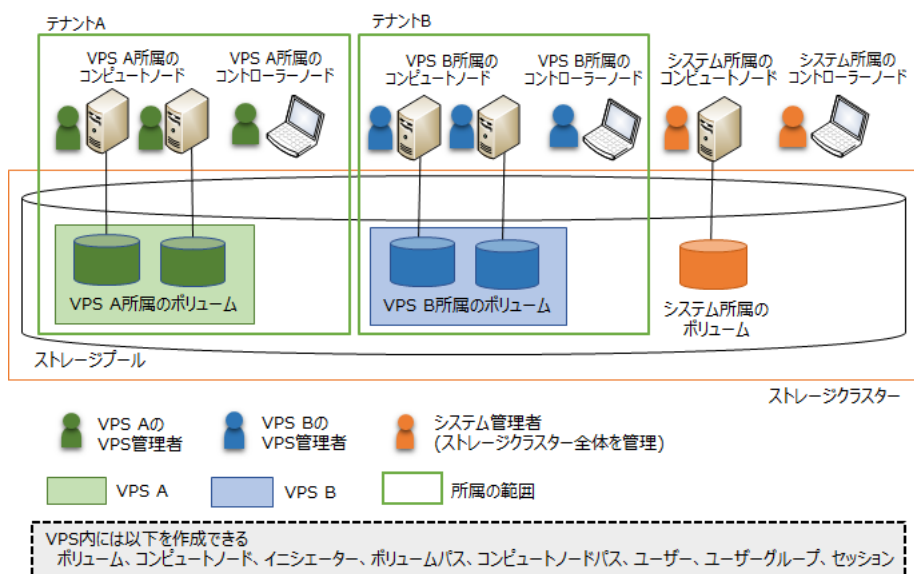 テナントA
テナントB
VPS A所属の
コンピュートノード
VPS A所属の
コントローラーノード
VPS B所属の
コンピュートノード
VPS B所属の
コントローラーノード
システム所属の
コンピュートノード
システム所属の
コントローラーノード
VPS A所属のボリューム
VPS B所属のボリューム
システム所属の
ボリューム
ストレージプール
ストレージクラスター
VPS Aの
VPS管理者
VPS Bの
VPS管理者
システム管理者
(ストレージクラスター全体を管理)
VPS A
VPS B
所属の範囲
VPS内には以下を作成できる
ボリューム、コンピュートノード、イニシエーター、ボリュームパス、コンピュートノードパス、ユーザー、ユーザーグループ、セッション